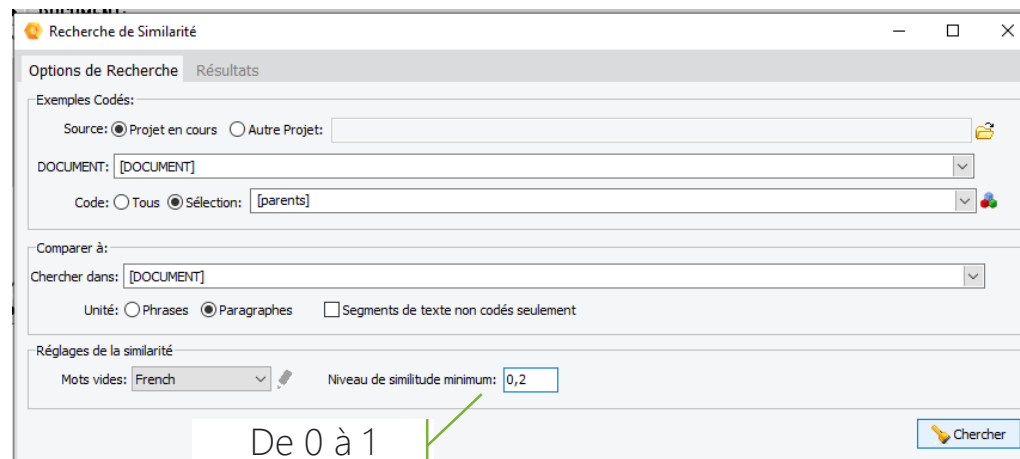 DOCUMENT:
Recherche de Similarité
Options de Recherche Résultats
Exemples Codés:
Source: Projet en cours Autre Projet:
DOCUMENT: [DOCUMENT]
Code: Tous Sélection: [parents]
Comparer à:
Chercher dans: [DOCUMENT]
Unité: Phrases Paragraphes Segments de texte non codés seulement
Réglages de la similarité
Mots vides: French Niveau de similitude minimum: 0,2
De 0 à 1
Chercher